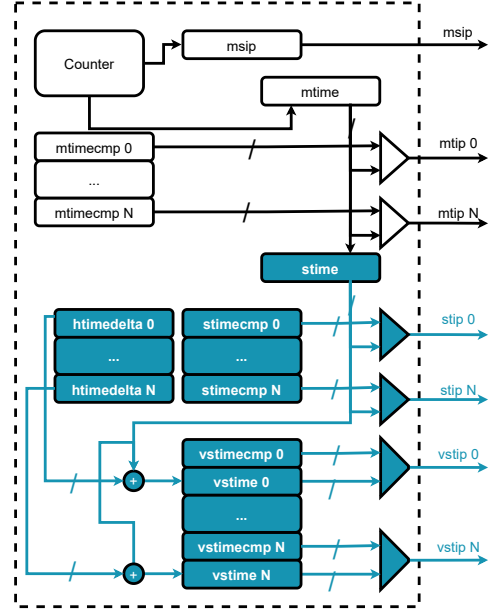 msip
msip
Counter
mtime
mtimecmp 0
mtip 0
...
mtimecmp N
mtip N
stime
htimedelta 0
stimecmp 0
stip 0
...
...
htimedelta N
stimecmp N
stip N
vstimecmp 0
vstip 0
+
vstime 0
...
vstimecmp N
vstip N
+
vstime N